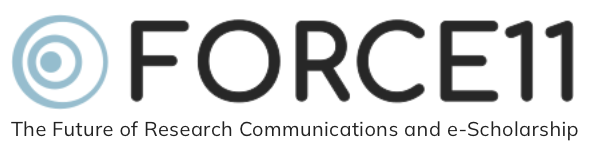 FORCE11
The Future of Research Communications and e-Scholarship